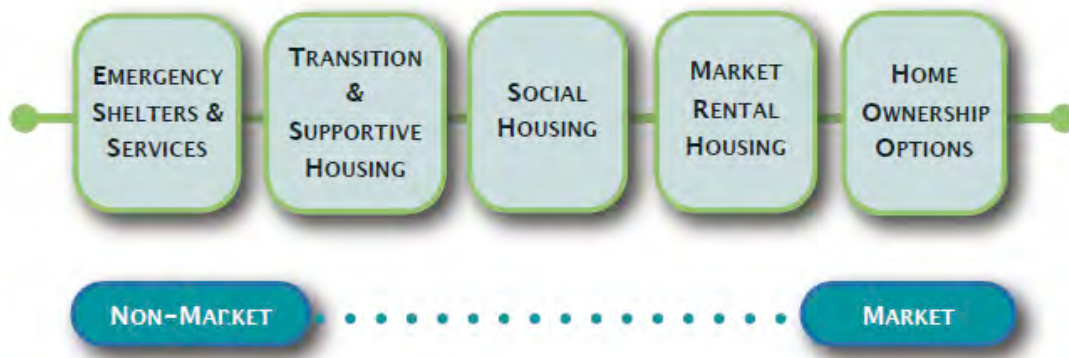 EMERGENCY
SHELTERS &
SERVICES
TRANSITION
&
SUPPORTIVE
HOUSING
SOCIAL
HOUSING
MARKET
RENTAL
HOUSING
HOME
OWNERSHIP
OPTIONS
NON-MARKET
MARKET